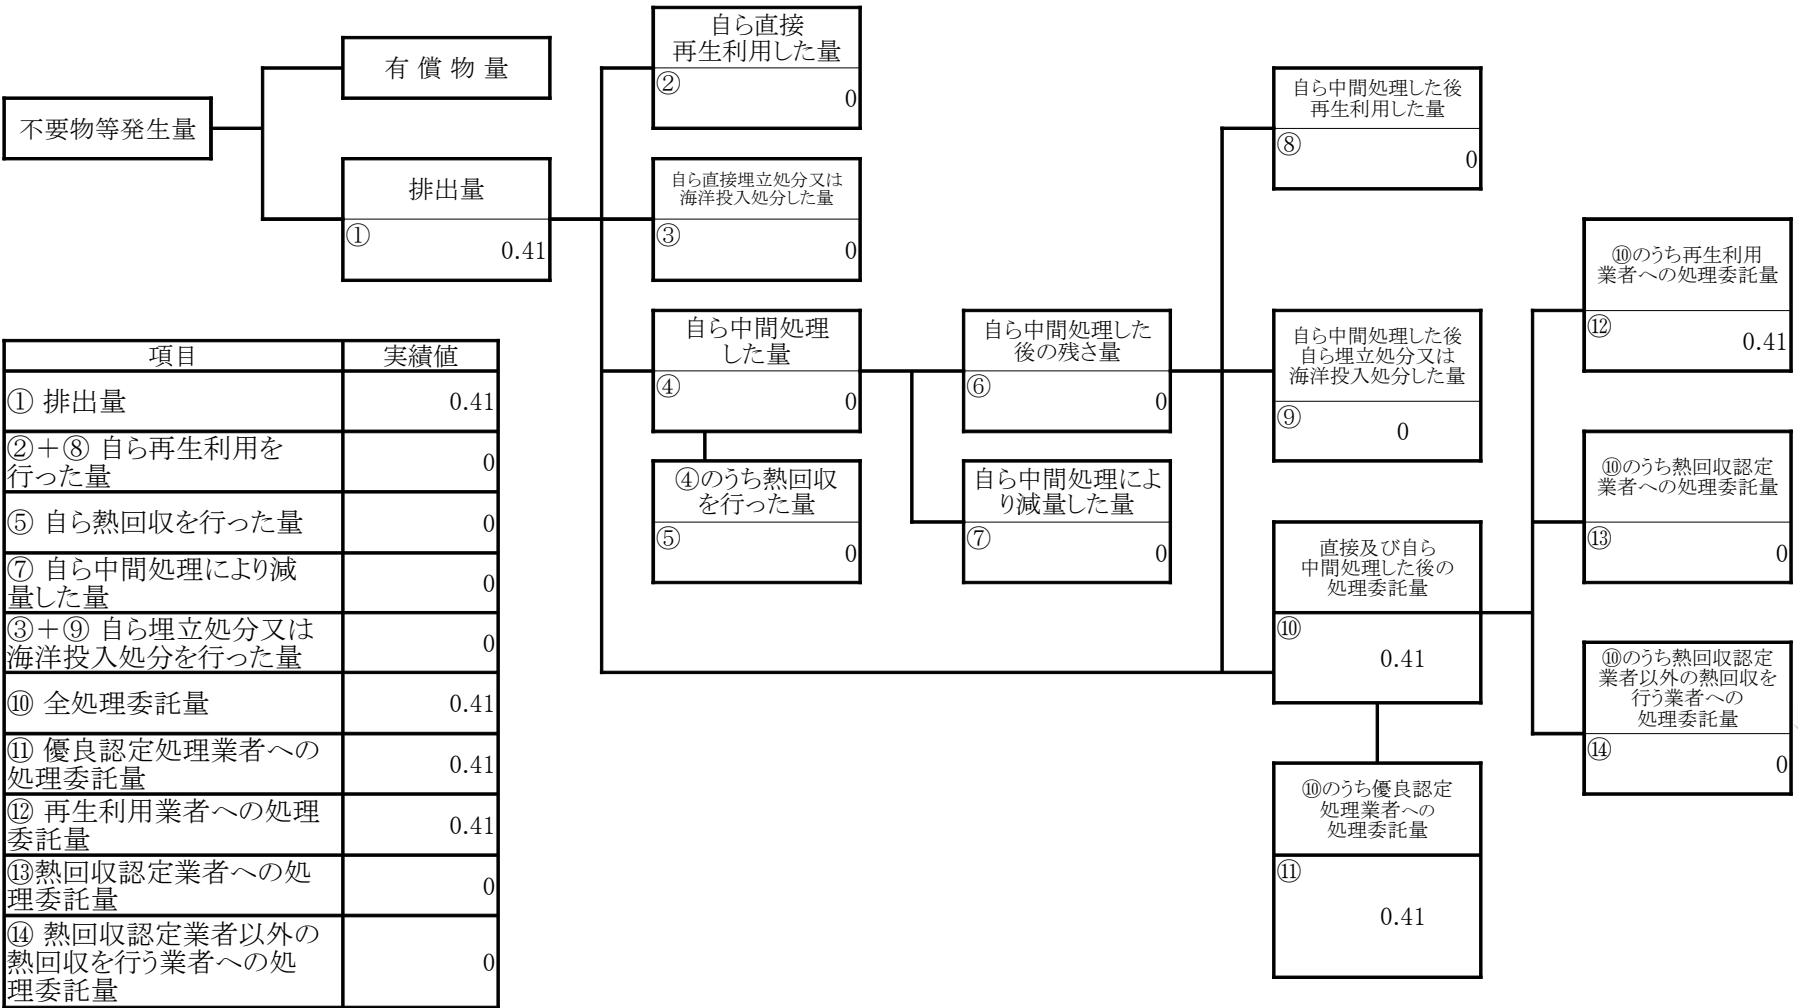 不要物等発生量
有 償 物 量
排出量
①
0.41
自ら直接
再生利用した量
②
0
自ら直接埋立処分又は
海洋投入処分した量
③
0
自ら中間処理
した量
④
0
④のうち熱回収
を行った量
⑤
0
自ら中間処理した
後の残さ量
⑥
0
自ら中間処理によ
り減量した量
⑦
0
自ら中間処理した後
再生利用した量
⑧
0
自ら中間処理した後
自ら埋立処分又は
海洋投入処分した量
⑨
0
直接及び自ら
中間処理した後の
処理委託量
⑩
0.41
⑩のうち優良認定
処理業者への
処理委託量
⑪
0.41
⑩のうち再生利用
業者への処理委託量
⑫
0.41
⑩のうち熱回収認定
業者への処理委託量
⑬
0
⑩のうち熱回収認定
業者以外の熱回収を
行う業者への
処理委託量
⑭
0
項目 実績値
① 排出量 0.41
②＋⑧ 自ら再生利用を
行った量 0
⑤ 自ら熱回収を行った量 0
⑦ 自ら中間処理により減
量した量 0
③＋⑨ 自ら埋立処分又は
海洋投入処分を行った量 0
⑩ 全処理委託量 0.41
⑪ 優良認定処理業者への
処理委託量 0.41
⑫ 再生利用業者への処理
委託量 0.41
⑬熱回収認定業者への処
理委託量 0
⑭ 熱回収認定業者以外の
熱回収を行う業者への処
理委託量 0